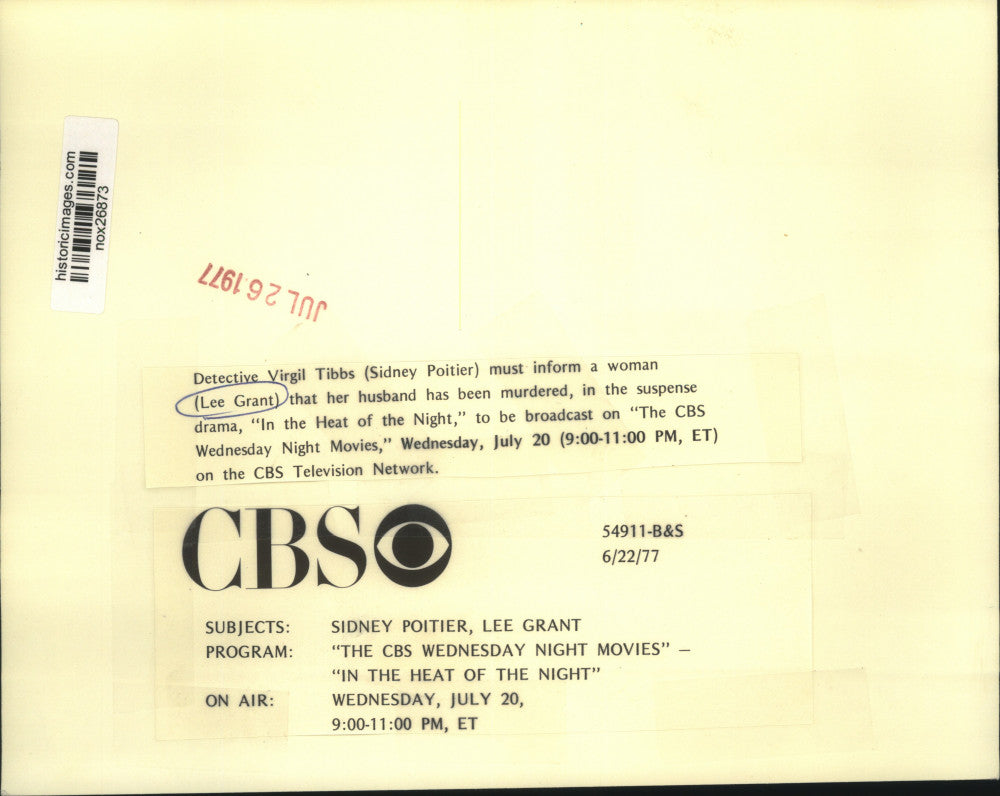 historicimages.com
nox26873
JUL 26 1977
Detective Virgil Tibbs (Sidney Poitier) must inform a woman
(Lee Grant) that her husband has been murdered, in the suspense
drama, “In the Heat of the Night,” to be broadcast on “The CBS
Wednesday Night Movies,” Wednesday, July 20 (9:00-11:00 PM, ET)
on the CBS Television Network.
CBS
54911-B&S
6/22/77
SUBJECTS: SIDNEY POITIER, LEE GRANT
PROGRAM: “THE CBS WEDNESDAY NIGHT MOVIES” —
“IN THE HEAT OF THE NIGHT”
ON AIR: WEDNESDAY, JULY 20,
9:00-11:00 PM, ET